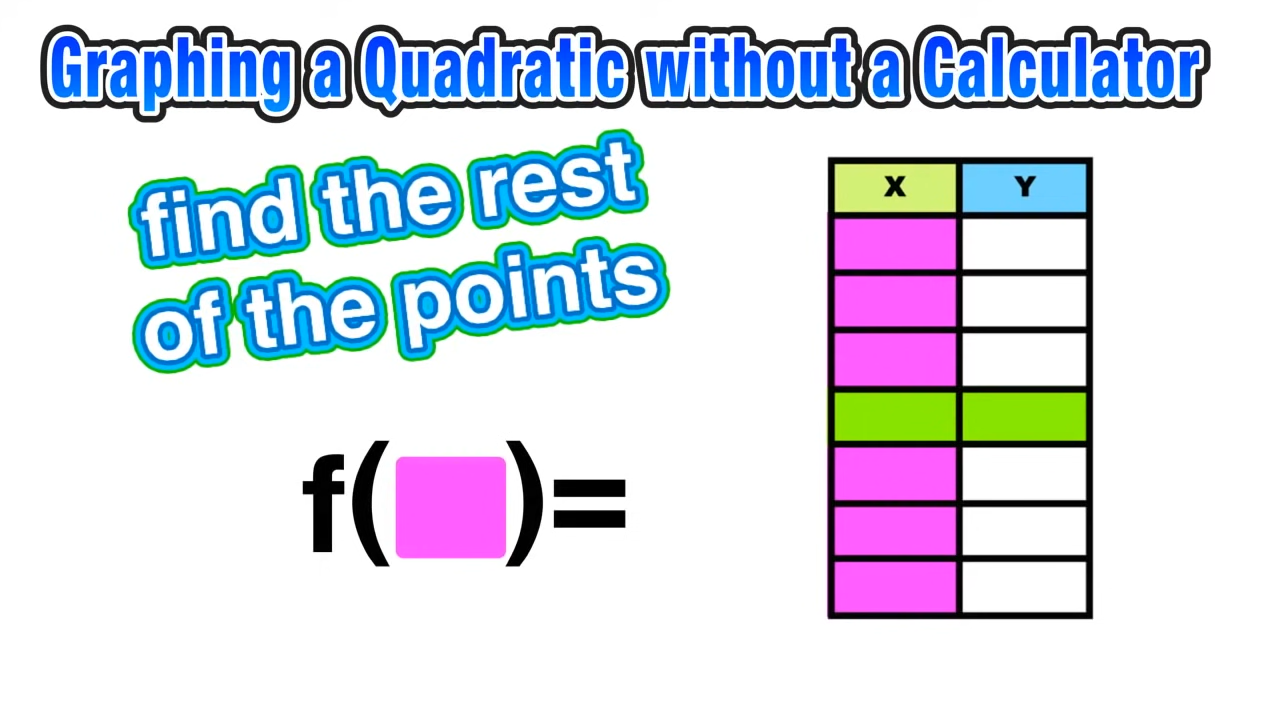 Graphing a Quadratic without a Calculator
find the rest
of the points
X Y
f( )=